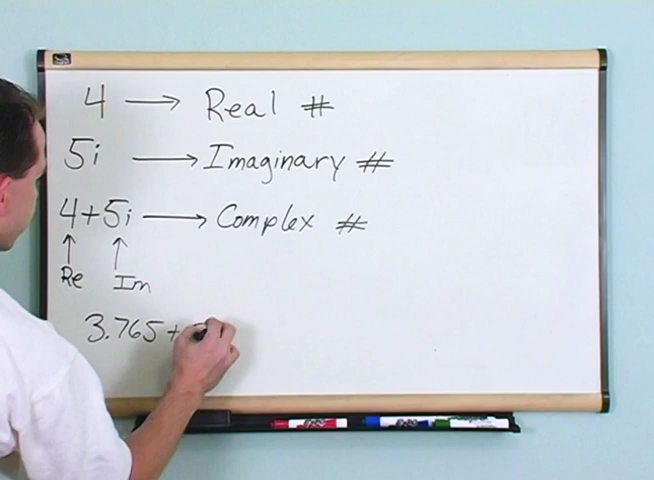 4 → Real #
5i → Imaginary #
4+5i → Complex #
↑ ↑
Re Im
3.765+